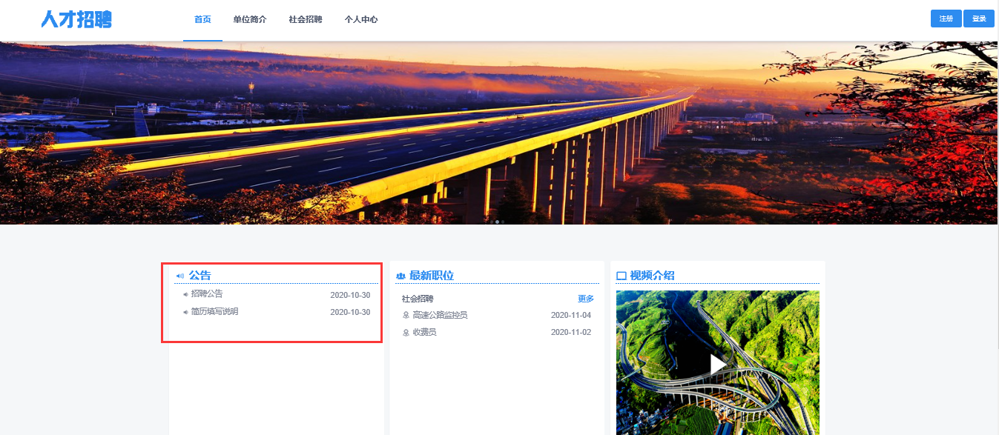 人才招聘
首页 单位简介 社会招聘 个人中心
注册 登录
公告
招聘公告 2020-10-30
简历填写说明 2020-10-30
最新职位
社会招聘 更多
高速公路监控员 2020-11-04
收费员 2020-11-02
视频介绍